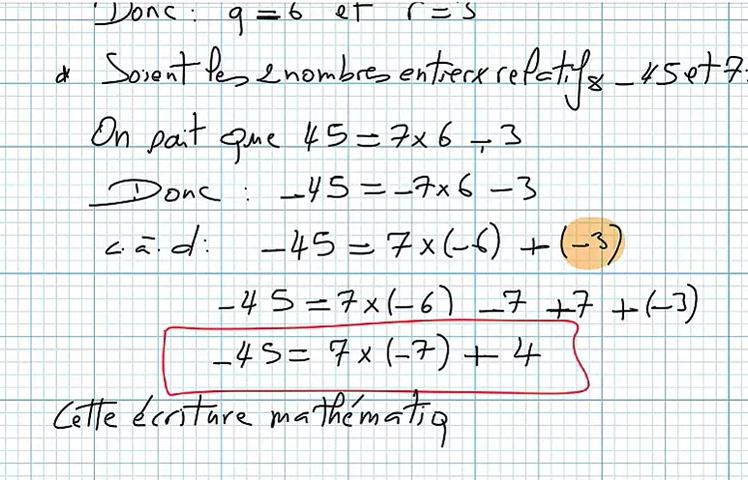 Donc : q = 6 et r = 3
* Soient les 2 nombres entiers relatifs -45 et 7.
On sait que 45 = 7×6 + 3
Donc : -45 = -7×6 - 3
c.à.d: -45 = 7×(-6) + (-3)
-45 = 7×(-6) -7 +7 +(-3)
-45 = 7×(-7) + 4
Cette écriture mathématiq